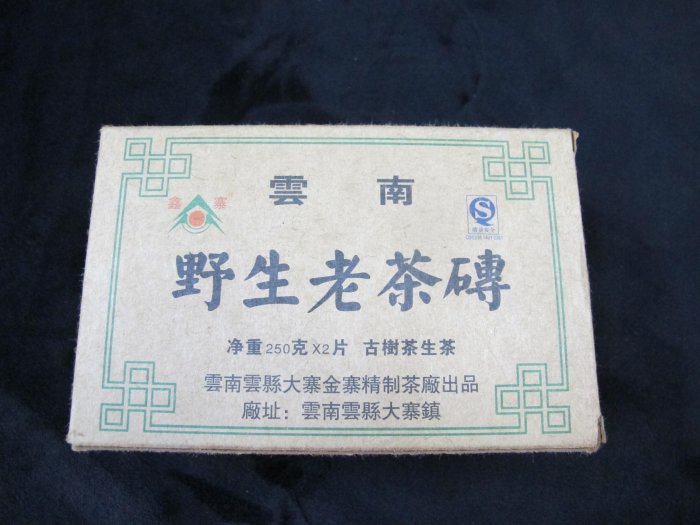 雲南
鑫寨
野生老茶磚
净重250克X2片 古樹茶生茶
雲南雲縣大寨金寨精制茶廠出品
廠址：雲南雲縣大寨鎮